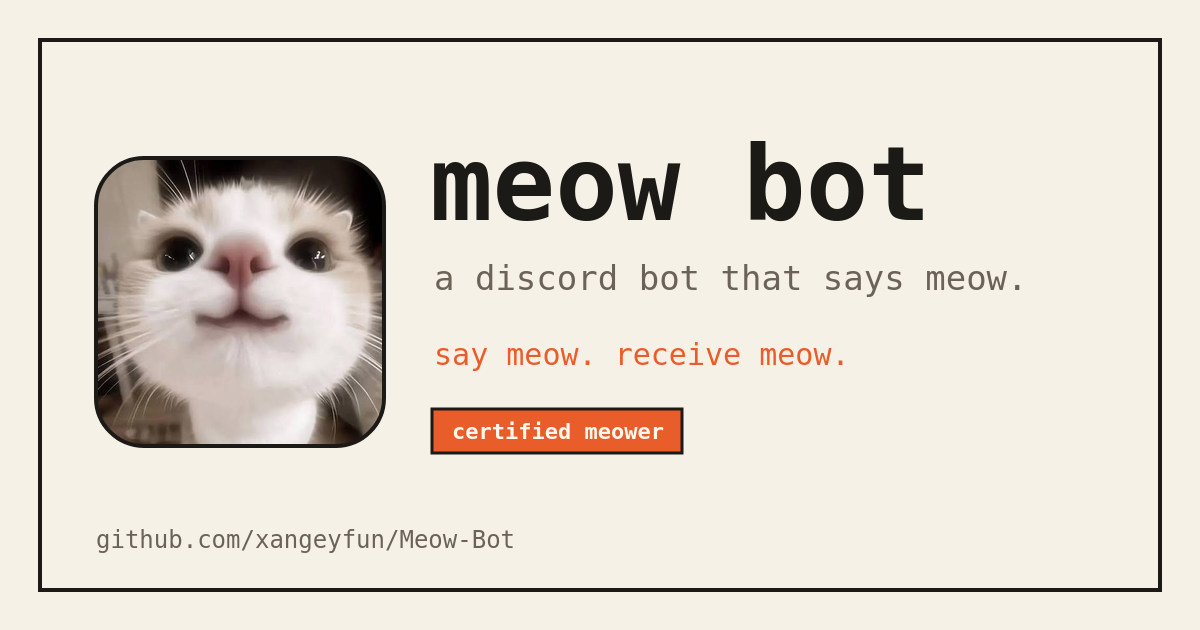 meow bot
a discord bot that says meow.
say meow. receive meow.
certified meower
github.com/xangeyfun/Meow-Bot